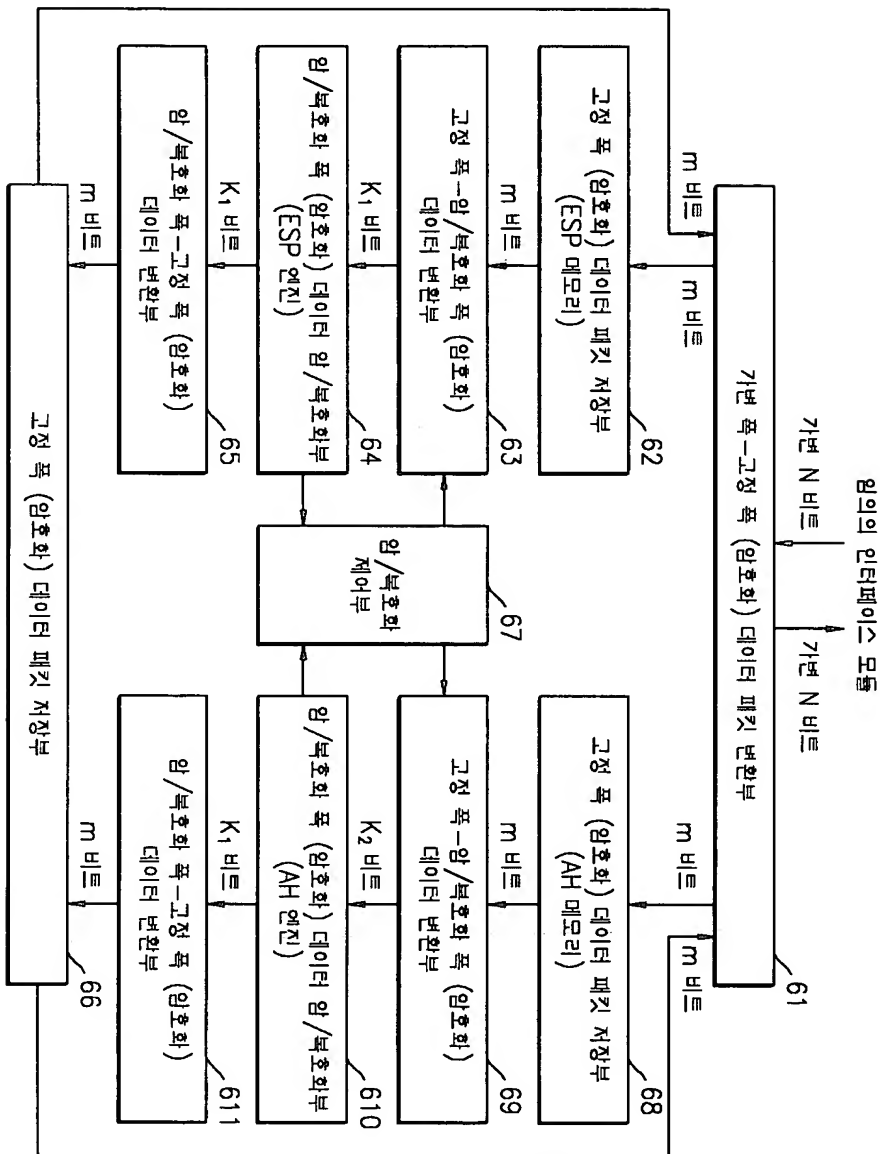 임의의 인터페이스 모듈
가변 N 비트
가변 N 비트
가변 폭-고정 폭 (암호화) 데이터 패킷 변환부
61
m 비트
m 비트
m 비트
m 비트
고정 폭 (암호화) 데이터 패킷 저장부
(ESP 메모리)
62
고정 폭 (암호화) 데이터 패킷 저장부
(AH 메모리)
68
m 비트
m 비트
고정 폭-암/복호화 폭 (암호화)
데이터 변환부
63
고정 폭-암/복호화 폭 (암호화)
데이터 변환부
69
암/복호화
제어부
67
K₁ 비트
K₂ 비트
암/복호화 폭 (암호화) 데이터 암/복호화부
(ESP 엔진)
64
암/복호화 폭 (암호화) 데이터 암/복호화부
(AH 엔진)
610
K₁ 비트
K₁ 비트
암/복호화 폭-고정 폭 (암호화)
데이터 변환부
65
암/복호화 폭-고정 폭 (암호화)
데이터 변환부
611
m 비트
m 비트
고정 폭 (암호화) 데이터 패킷 저장부
66